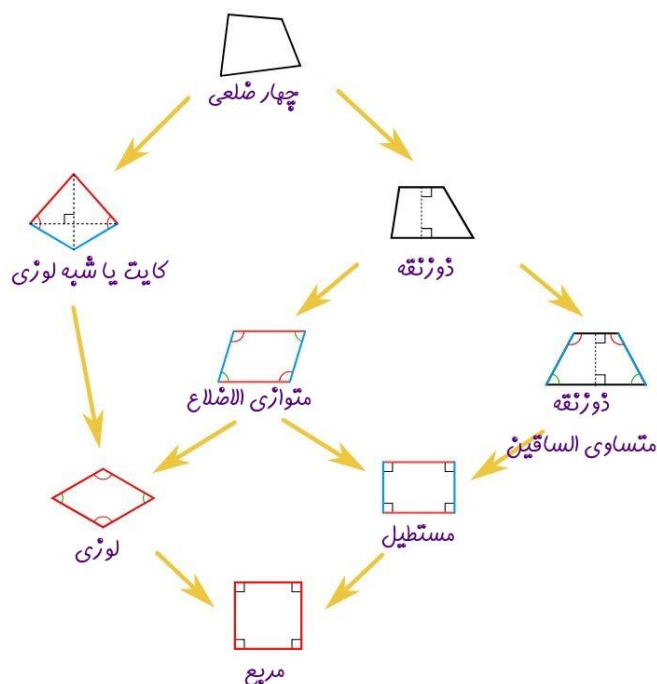 چهار ضلعی
کایت یا شبه لوزی
ذوزنقه
متوازی الاضلاع
ذوزنقه
متساوی الساقین
لوزی
مستطیل
مربع